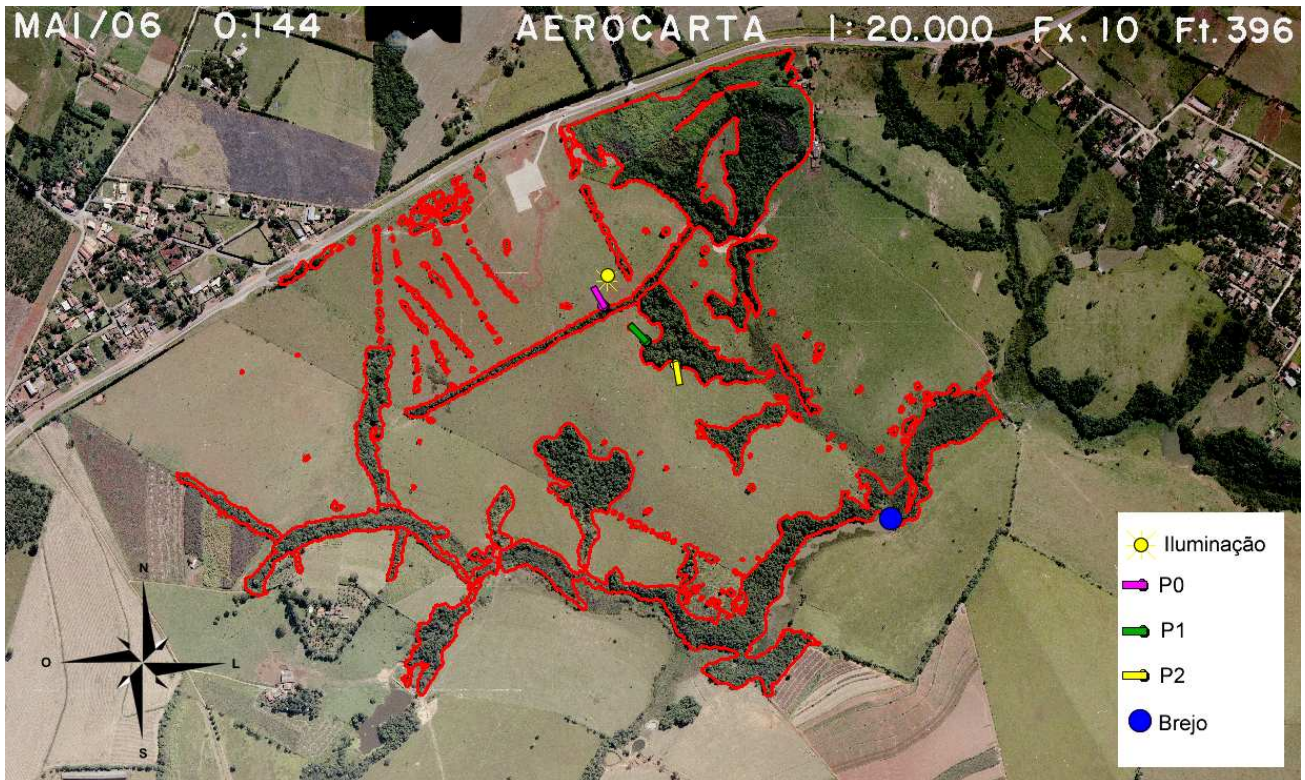 MAI/06 0.144 AEROCARTA 1:20.000 Fx.10 Ft.396
Iluminação
P0
P1
P2
Brejo
N
O
L
S